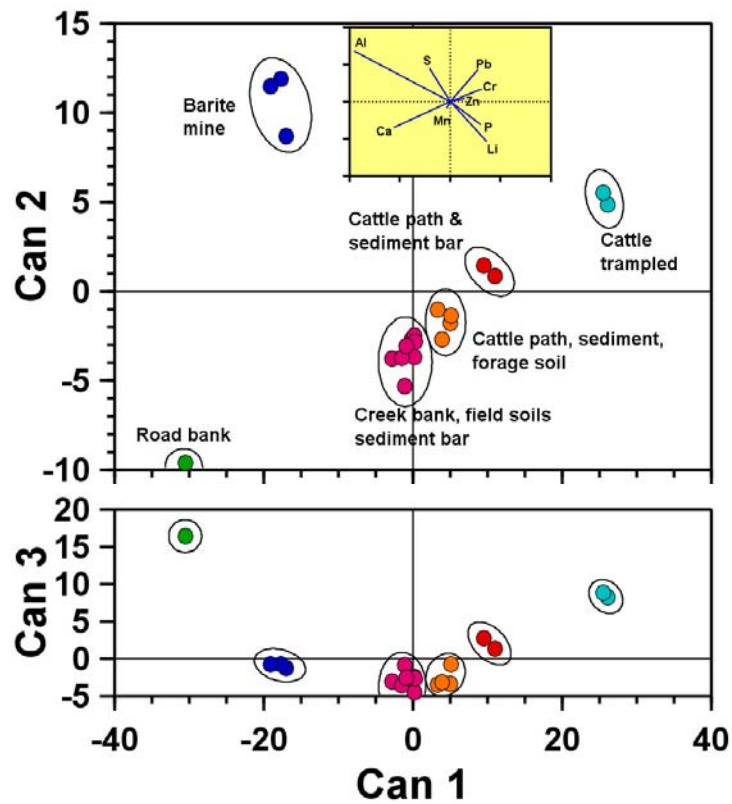 15
10
5
0
-5
-10
Can 2
Al
S
Pb
Cr
Zn
Mn
Ca
P
Li
Barite
mine
Cattle path &
sediment bar
Cattle
trampled
Cattle path, sediment,
forage soil
Creek bank, field soils
sediment bar
Road bank
20
15
10
5
0
-5
Can 3
-40
-20
0
20
40
Can 1